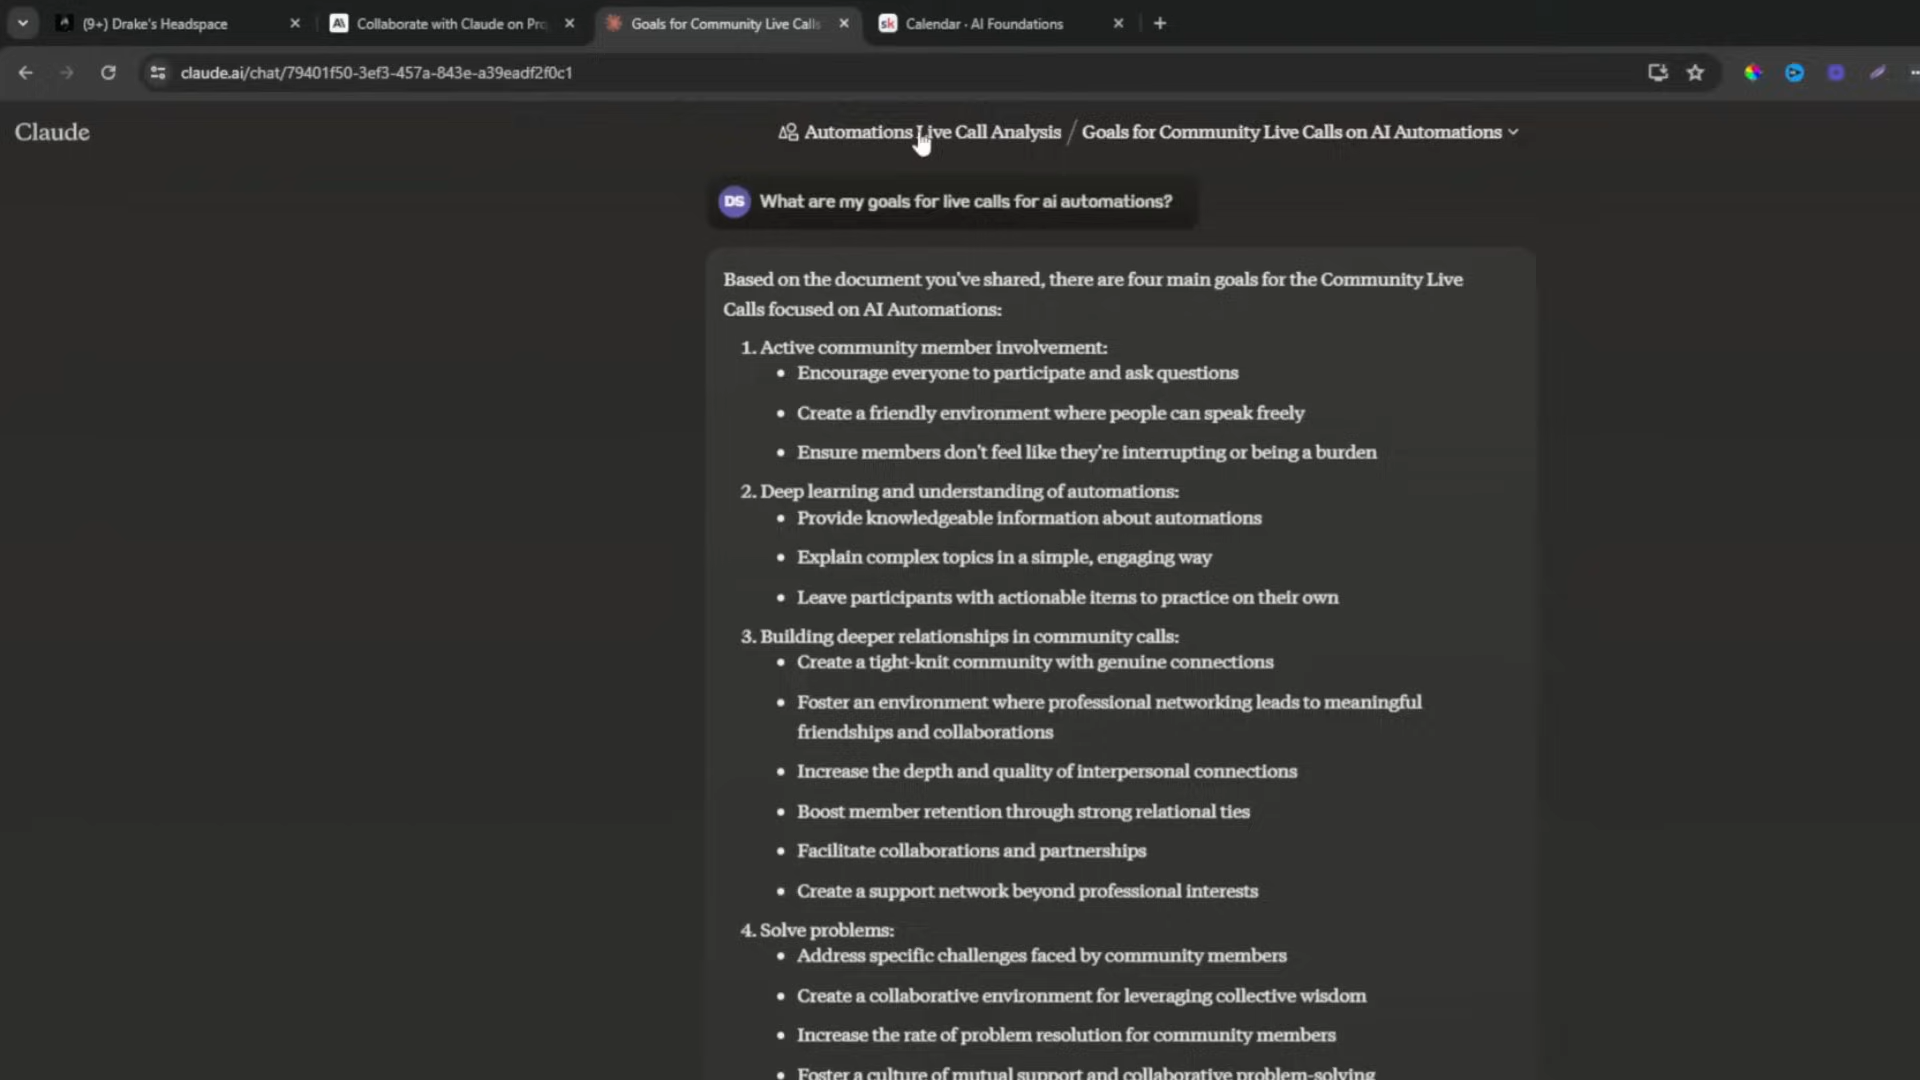 (9+) Drake's Headspace
Collaborate with Claude on Pro
Goals for Community Live Calls
sk
Calendar · AI Foundations
claude.ai/chat/79401f50-3ef3-457a-843e-a39eadf2f0c1
Claude
Automations Live Call Analysis / Goals for Community Live Calls on AI Automations
DS What are my goals for live calls for ai automations?
Based on the document you've shared, there are four main goals for the Community Live
Calls focused on AI Automations:
1. Active community member involvement:
• Encourage everyone to participate and ask questions
• Create a friendly environment where people can speak freely
• Ensure members don't feel like they're interrupting or being a burden
2. Deep learning and understanding of automations:
• Provide knowledgeable information about automations
• Explain complex topics in a simple, engaging way
• Leave participants with actionable items to practice on their own
3. Building deeper relationships in community calls:
• Create a tight-knit community with genuine connections
• Foster an environment where professional networking leads to meaningful
friendships and collaborations
• Increase the depth and quality of interpersonal connections
• Boost member retention through strong relational ties
• Facilitate collaborations and partnerships
• Create a support network beyond professional interests
4. Solve problems:
• Address specific challenges faced by community members
• Create a collaborative environment for leveraging collective wisdom
• Increase the rate of problem resolution for community members
• Foster a culture of mutual support and collaborative problem-solving